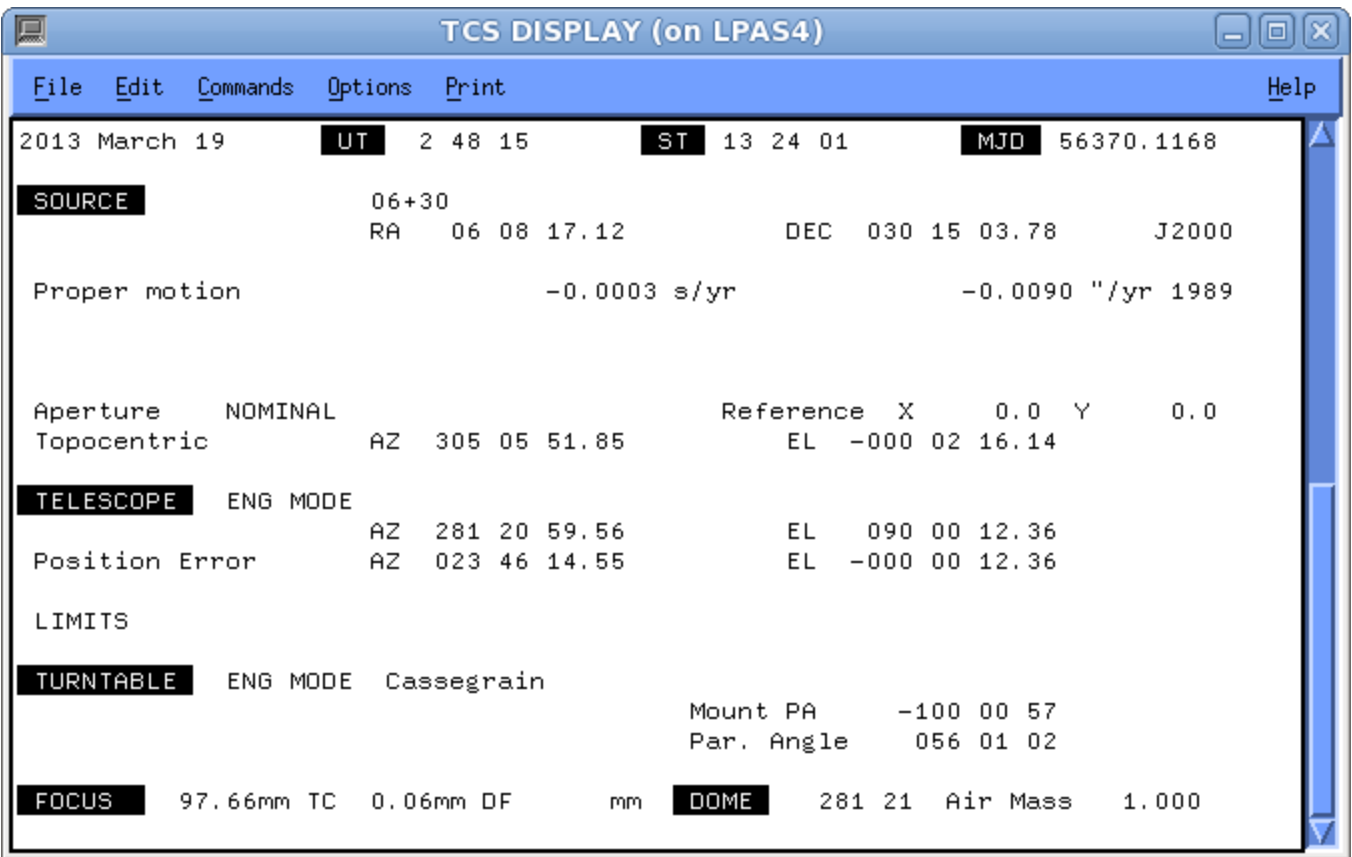 TCS DISPLAY (on LPAS4)
File Edit Commands Options Print Help
2013 March 19 UT 2 48 15 ST 13 24 01 MJD 56370.1168
SOURCE 06+30
RA 06 08 17.12 DEC 030 15 03.78 J2000
Proper motion -0.0003 s/yr -0.0090 "/yr 1989
Aperture NOMINAL Reference X 0.0 Y 0.0
Topocentric AZ 305 05 51.85 EL -000 02 16.14
TELESCOPE ENG MODE
AZ 281 20 59.56 EL 090 00 12.36
Position Error AZ 023 46 14.55 EL -000 00 12.36
LIMITS
TURNTABLE ENG MODE Cassegrain
Mount PA -100 00 57
Par. Angle 056 01 02
FOCUS 97.66mm TC 0.06mm DF mm DOME 281 21 Air Mass 1.000